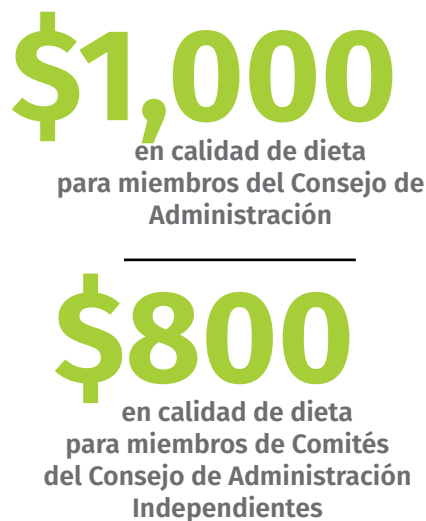 $1,000
en calidad de dieta
para miembros del Consejo de
Administración
$800
en calidad de dieta
para miembros de Comités
del Consejo de Administración
Independientes